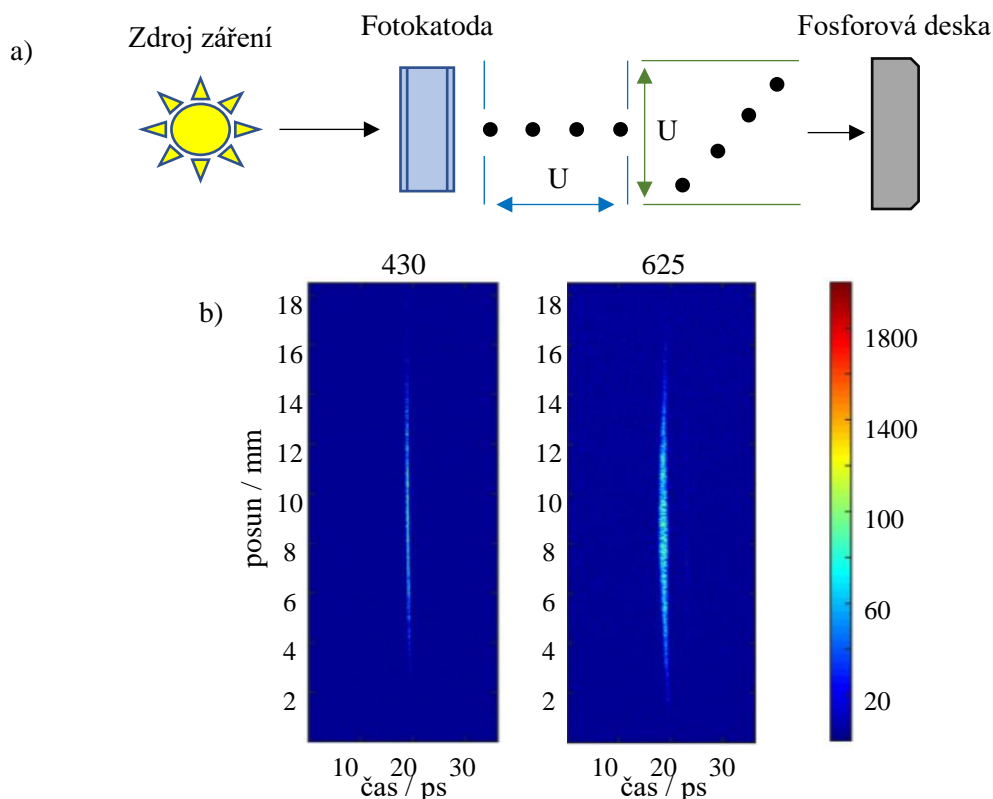 a)
Zdroj záření
Fotokatoda
Fosforová deska
U
U
b)
430
625
posun / mm
18
16
14
12
10
8
6
4
2
10 20 30
čas / ps
18
16
14
12
10
8
6
4
2
10 20 30
čas / ps
1800
1400
100
60
20